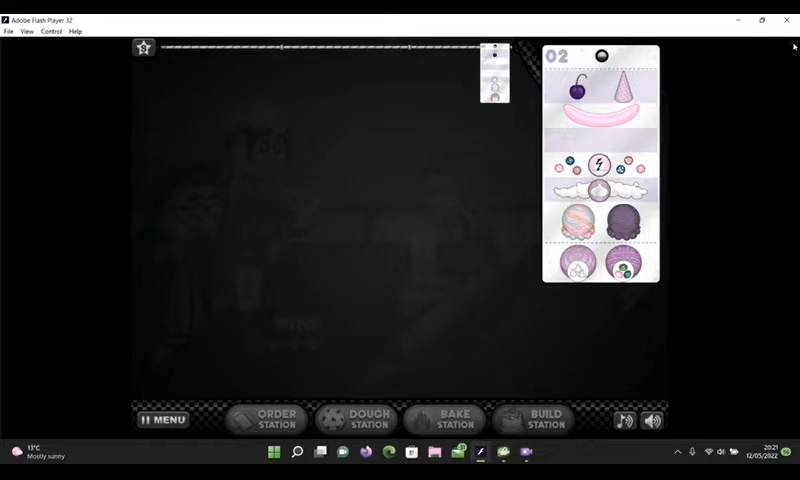 Adobe Flash Player 32
File View Control Help
5
02
MENU
ORDER STATION
DOUGH STATION
BAKE STATION
BUILD STATION
13°C
Mostly sunny
20:21
12/05/2022